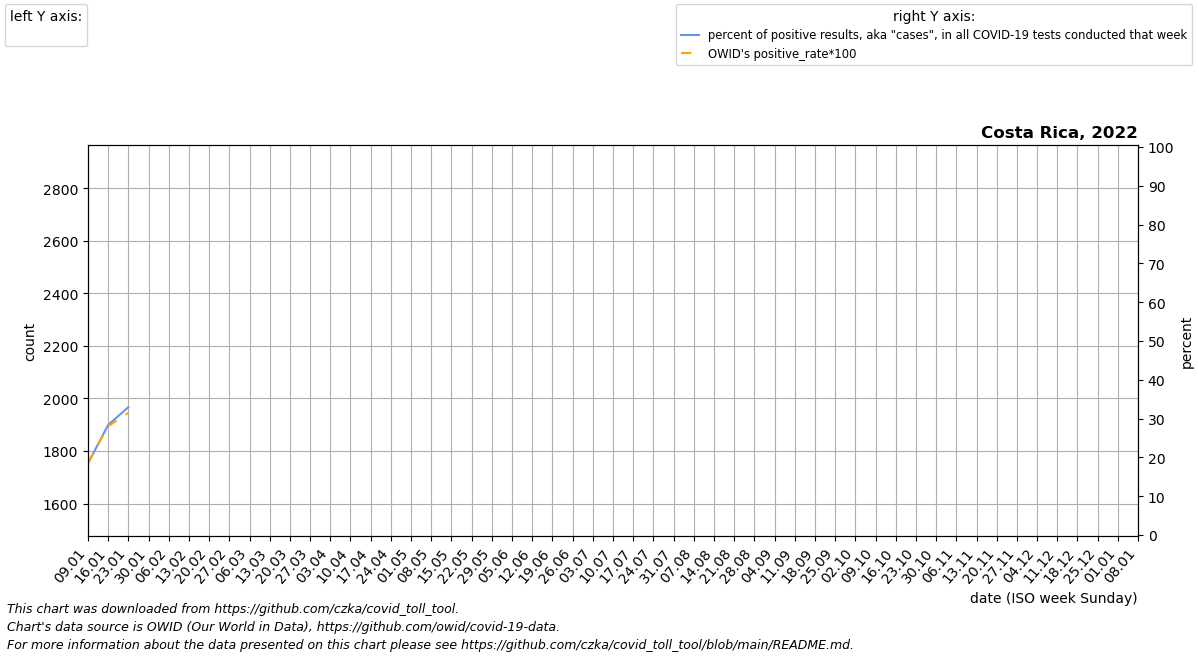 left Y axis:
right Y axis:
percent of positive results, aka "cases", in all COVID-19 tests conducted that week
OWID's positive_rate*100
Costa Rica, 2022
2800
2600
2400
2200
2000
1800
1600
count
100
90
80
70
60
50
40
30
20
10
0
percent
09.01 16.01 23.01 30.01 06.02 13.02 20.02 27.02 06.03 13.03 20.03 27.03 03.04 10.04 17.04 24.04 01.05 08.05 15.05 22.05 29.05 05.06 12.06 19.06 26.06 03.07 10.07 17.07 24.07 31.07 07.08 14.08 21.08 28.08 04.09 11.09 18.09 25.09 02.10 09.10 16.10 23.10 30.10 06.11 13.11 20.11 27.11 04.12 11.12 18.12 25.12 01.01 08.01
date (ISO week Sunday)
This chart was downloaded from https://github.com/czka/covid_toll_tool.
Chart's data source is OWID (Our World in Data), https://github.com/owid/covid-19-data.
For more information about the data presented on this chart please see https://github.com/czka/covid_toll_tool/blob/main/README.md.